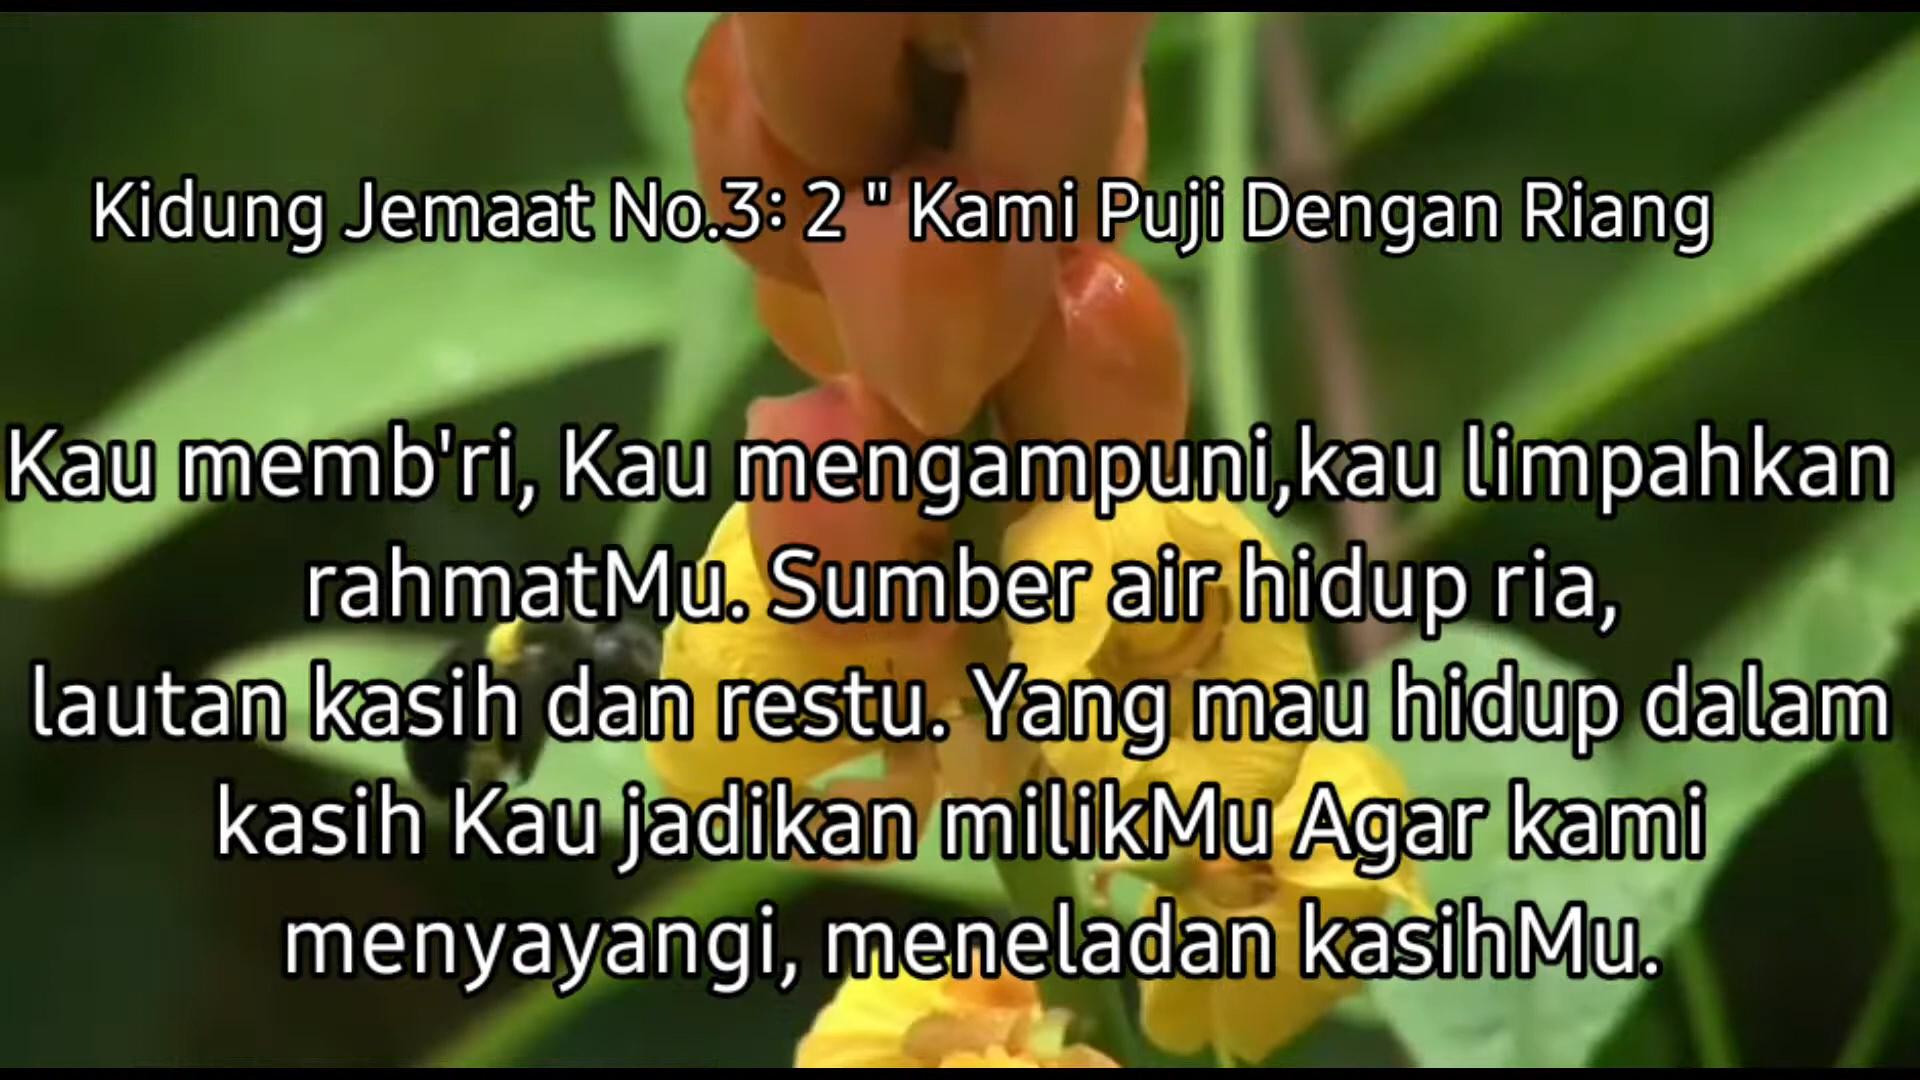 Kidung Jemaat No.3: 2 " Kami Puji Dengan Riang
Kau memb'ri, Kau mengampuni,kau limpahkan
rahmatMu. Sumber air hidup ria,
lautan kasih dan restu. Yang mau hidup dalam
kasih Kau jadikan milikMu Agar kami
menyayangi, meneladan kasihMu.